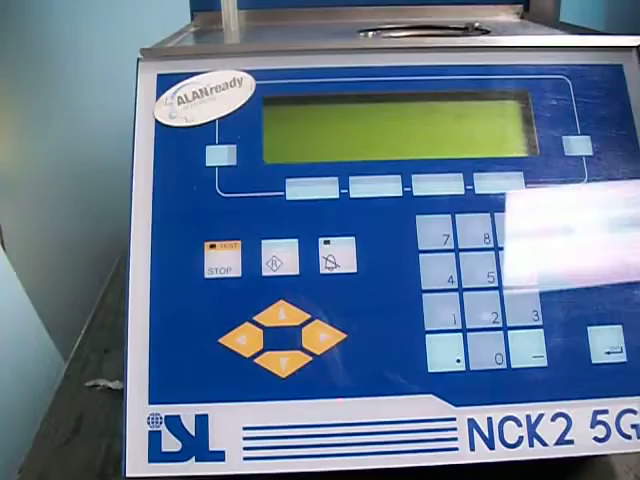 ALANready
TEST
STOP
R
7 8
4 5
1 2 3
. 0 -
ISL
NCK2 5G